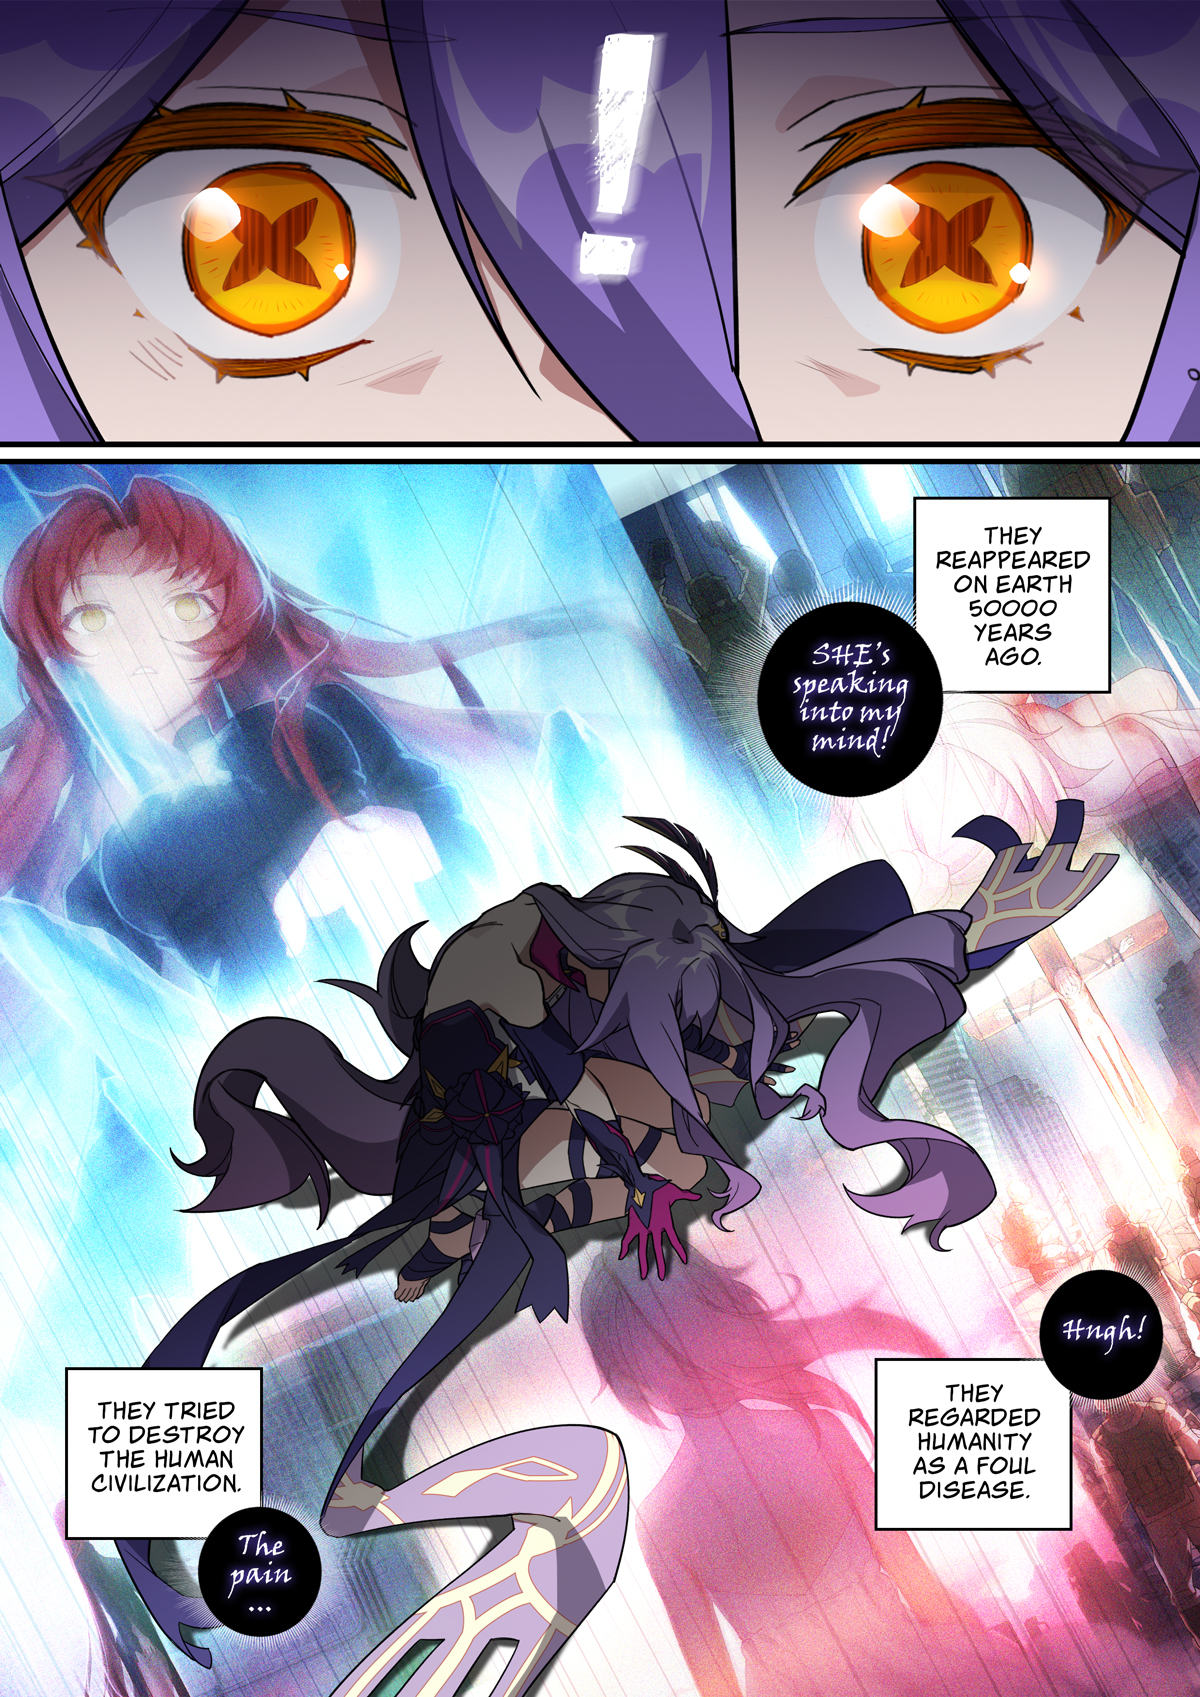 !
THEY
REAPPEARED
ON EARTH
50000
YEARS
AGO.
SHE's
speaking
into my
mind!
Hngh!
THEY
REGARDED
HUMANITY
AS A FOUL
DISEASE.
THEY TRIED
TO DESTROY
THE HUMAN
CIVILIZATION.
The
pain
...